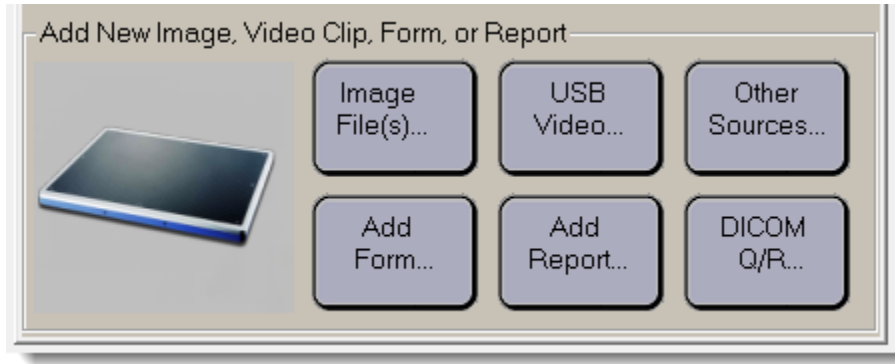 Add New Image, Video Clip, Form, or Report
Image
File(s)...
USB
Video...
Other
Sources...
Add
Form...
Add
Report...
DICOM
Q/R...